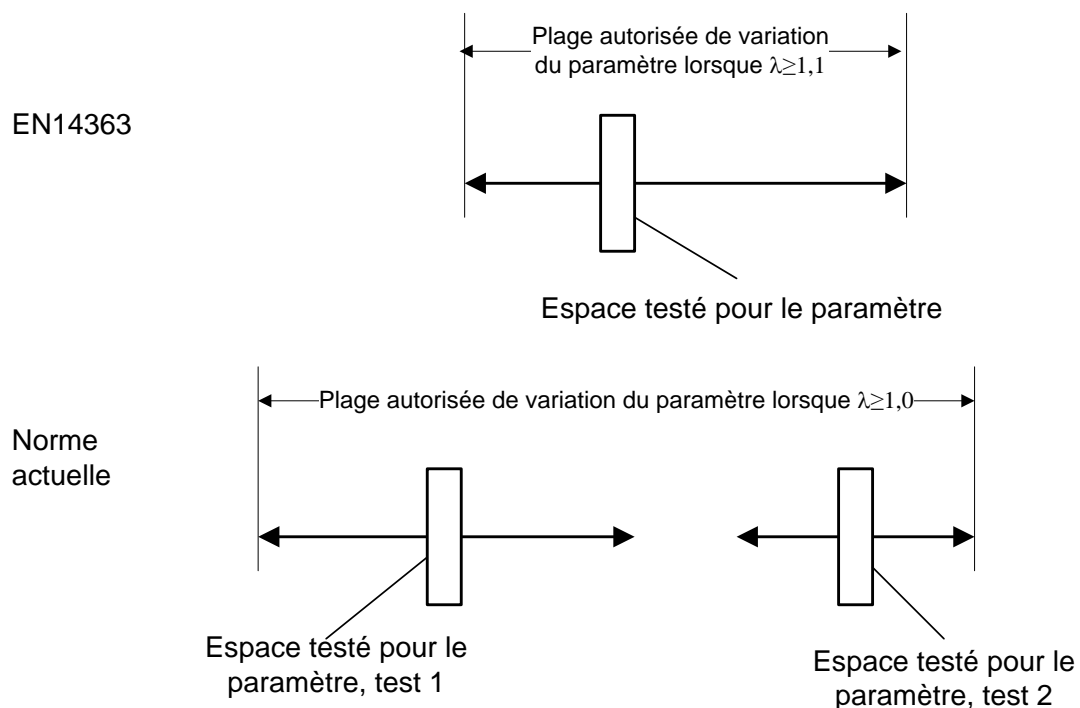 Plage autorisée de variation
du paramètre lorsque λ≥1,1
EN14363
Espace testé pour le paramètre
Plage autorisée de variation du paramètre lorsque λ≥1,0
Norme
actuelle
Espace testé pour le
paramètre, test 1
Espace testé pour le
paramètre, test 2